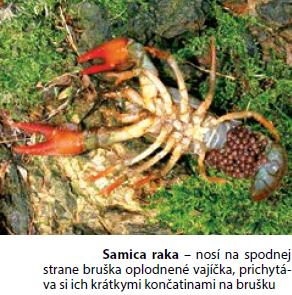 Samica raka – nosí na spodnej
strane bruška oplodnené vajíčka, prichytá-
va si ich krátkymi končatinami na brušku